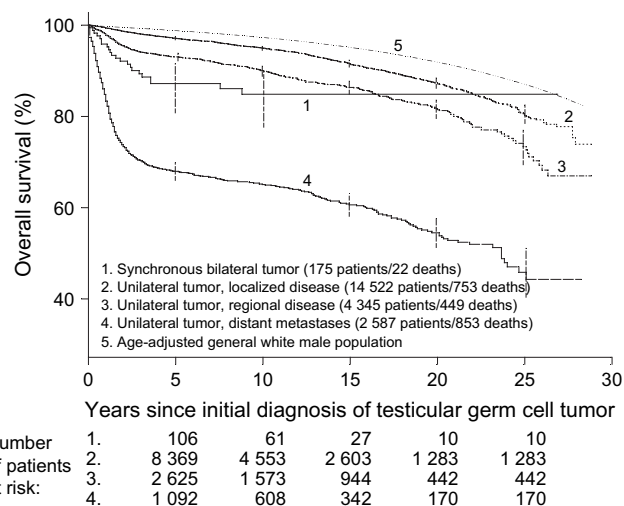 100
80
60
40
Overall survival (%)
5
1
2
3
4
1. Synchronous bilateral tumor (175 patients/22 deaths)
2. Unilateral tumor, localized disease (14 522 patients/753 deaths)
3. Unilateral tumor, regional disease (4 345 patients/449 deaths)
4. Unilateral tumor, distant metastases (2 587 patients/853 deaths)
5. Age-adjusted general white male population
0 5 10 15 20 25 30
Years since initial diagnosis of testicular germ cell tumor
umber
f patients
t risk:
1. 106 61 27 10 10
2. 8 369 4 553 2 603 1 283 1 283
3. 2 625 1 573 944 442 442
4. 1 092 608 342 170 170